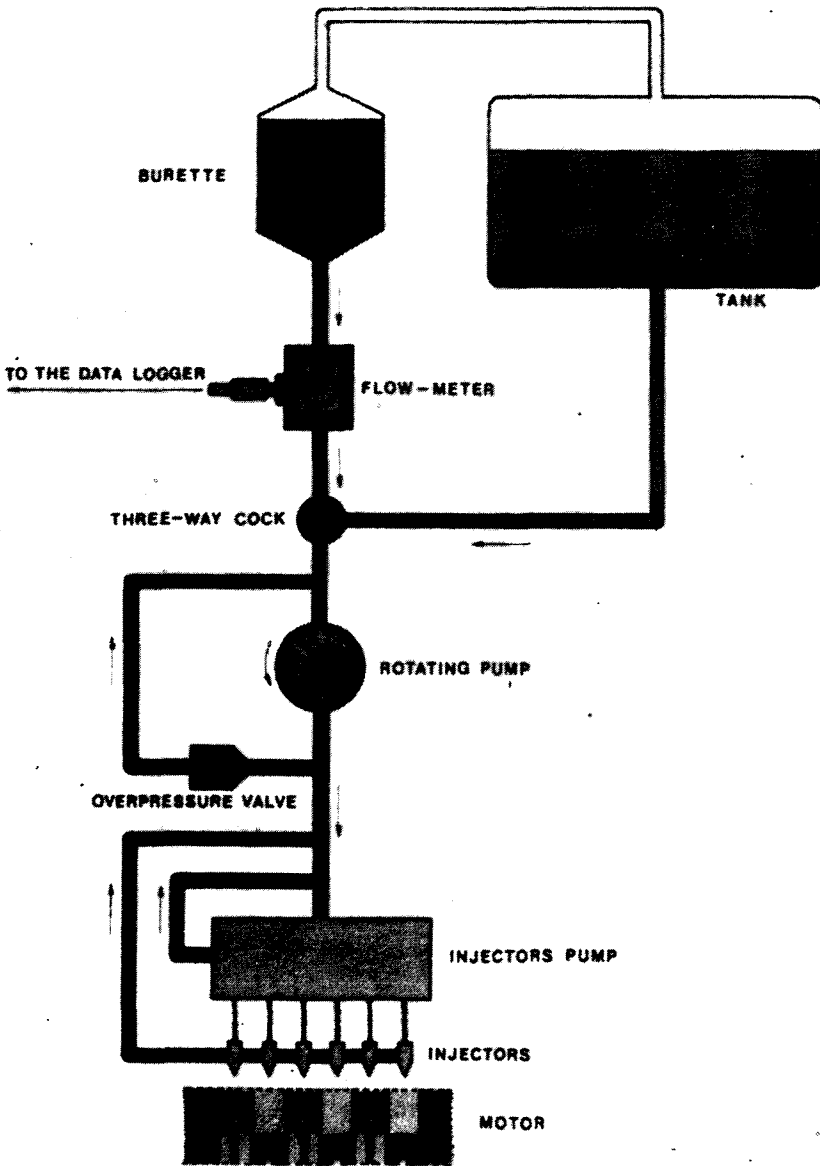 BURETTE
TANK
TO THE DATA LOGGER
FLOW-METER
THREE-WAY COCK
ROTATING PUMP
OVERPRESSURE VALVE
INJECTORS PUMP
INJECTORS
MOTOR